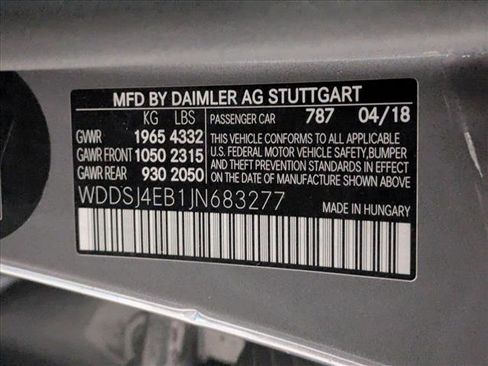 MFD BY DAIMLER AG STUTTGART
KG LBS PASSENGER CAR 787 04/18
GVWR 1965 4332 THIS VEHICLE CONFORMS TO ALL APPLICABLE
GAWR FRONT 1050 2315 U.S. FEDERAL MOTOR VEHICLE SAFETY, BUMPER
GAWR REAR 930 2050 AND THEFT PREVENTION STANDARDS IN EFFECT
WDDSJ4EB1JN683277 ON THE DATE OF MANUFACTURE SHOWN ABOVE.
MADE IN HUNGARY